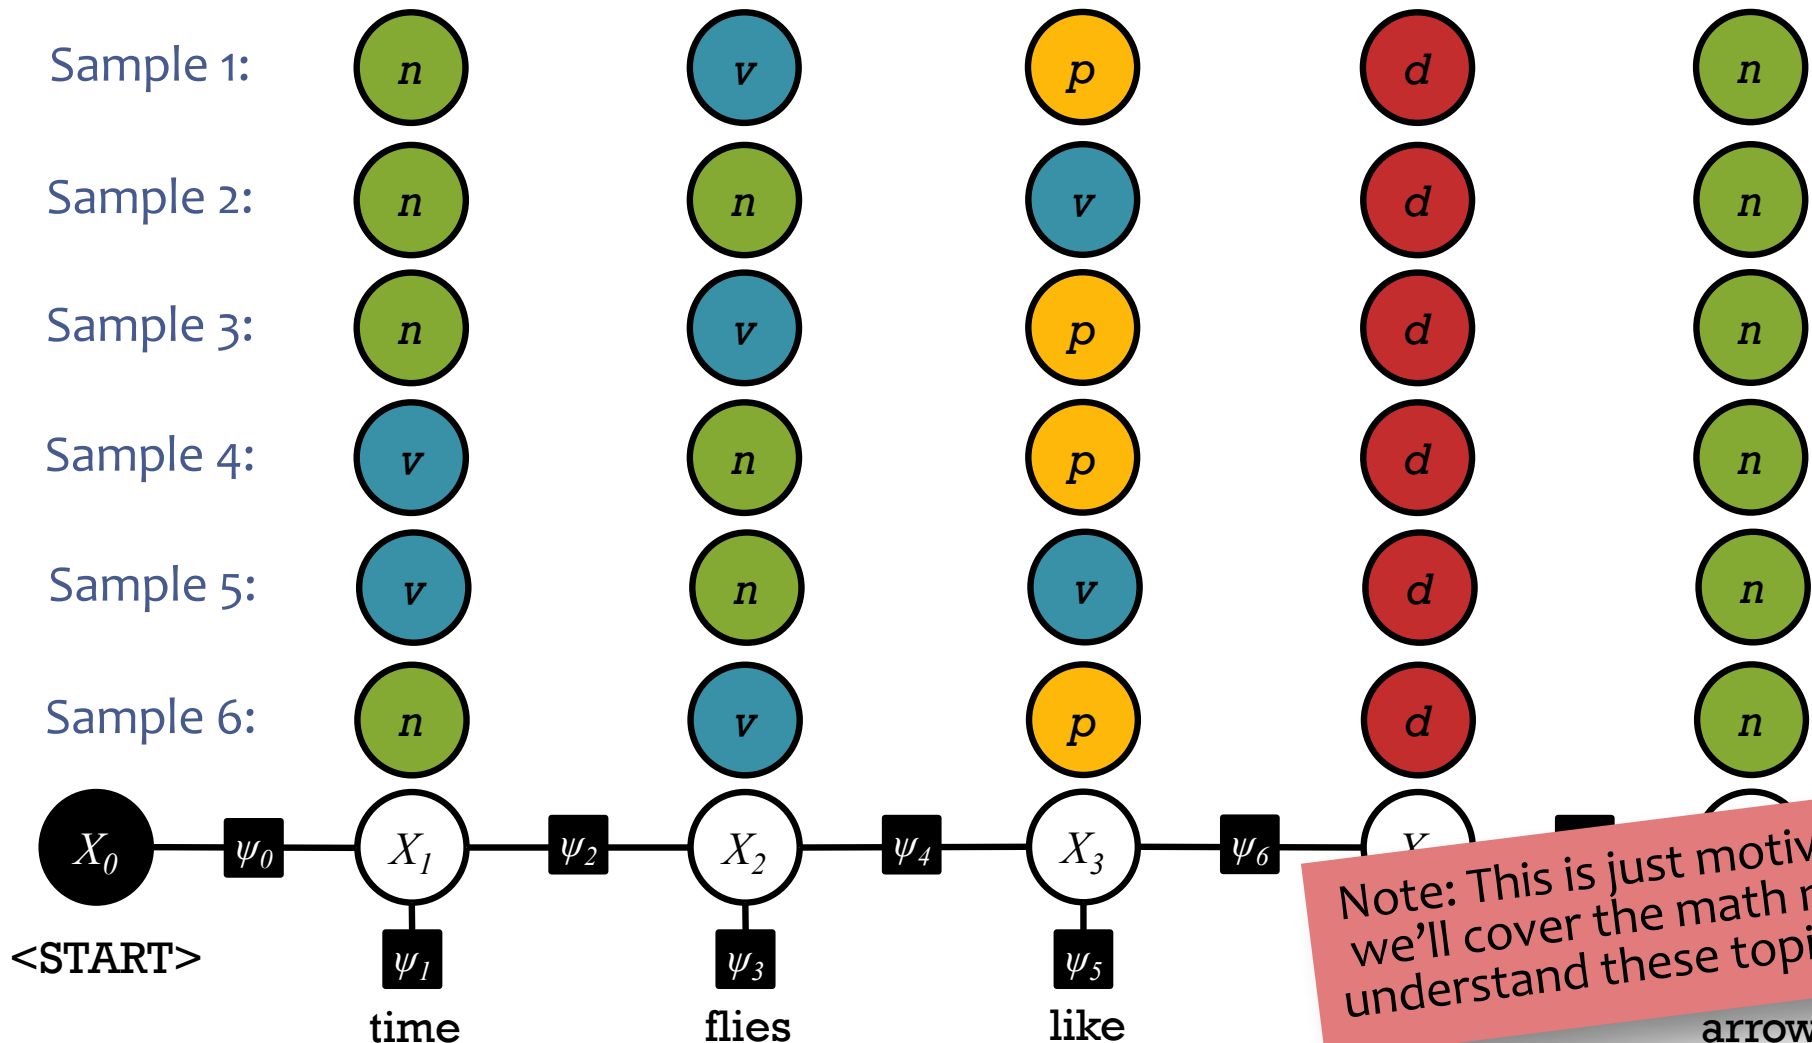 Sample 1: n v p d n
Sample 2: n n v d n
Sample 3: n v p d n
Sample 4: v n p d n
Sample 5: v n v d n
Sample 6: n v p d n
X₀ ψ₀ X₁ ψ₂ X₂ ψ₄ X₃ ψ₆
<START> ψ₁ ψ₃ ψ₅
time flies like arrow
Note: This is just
we'll cover the math
understand these